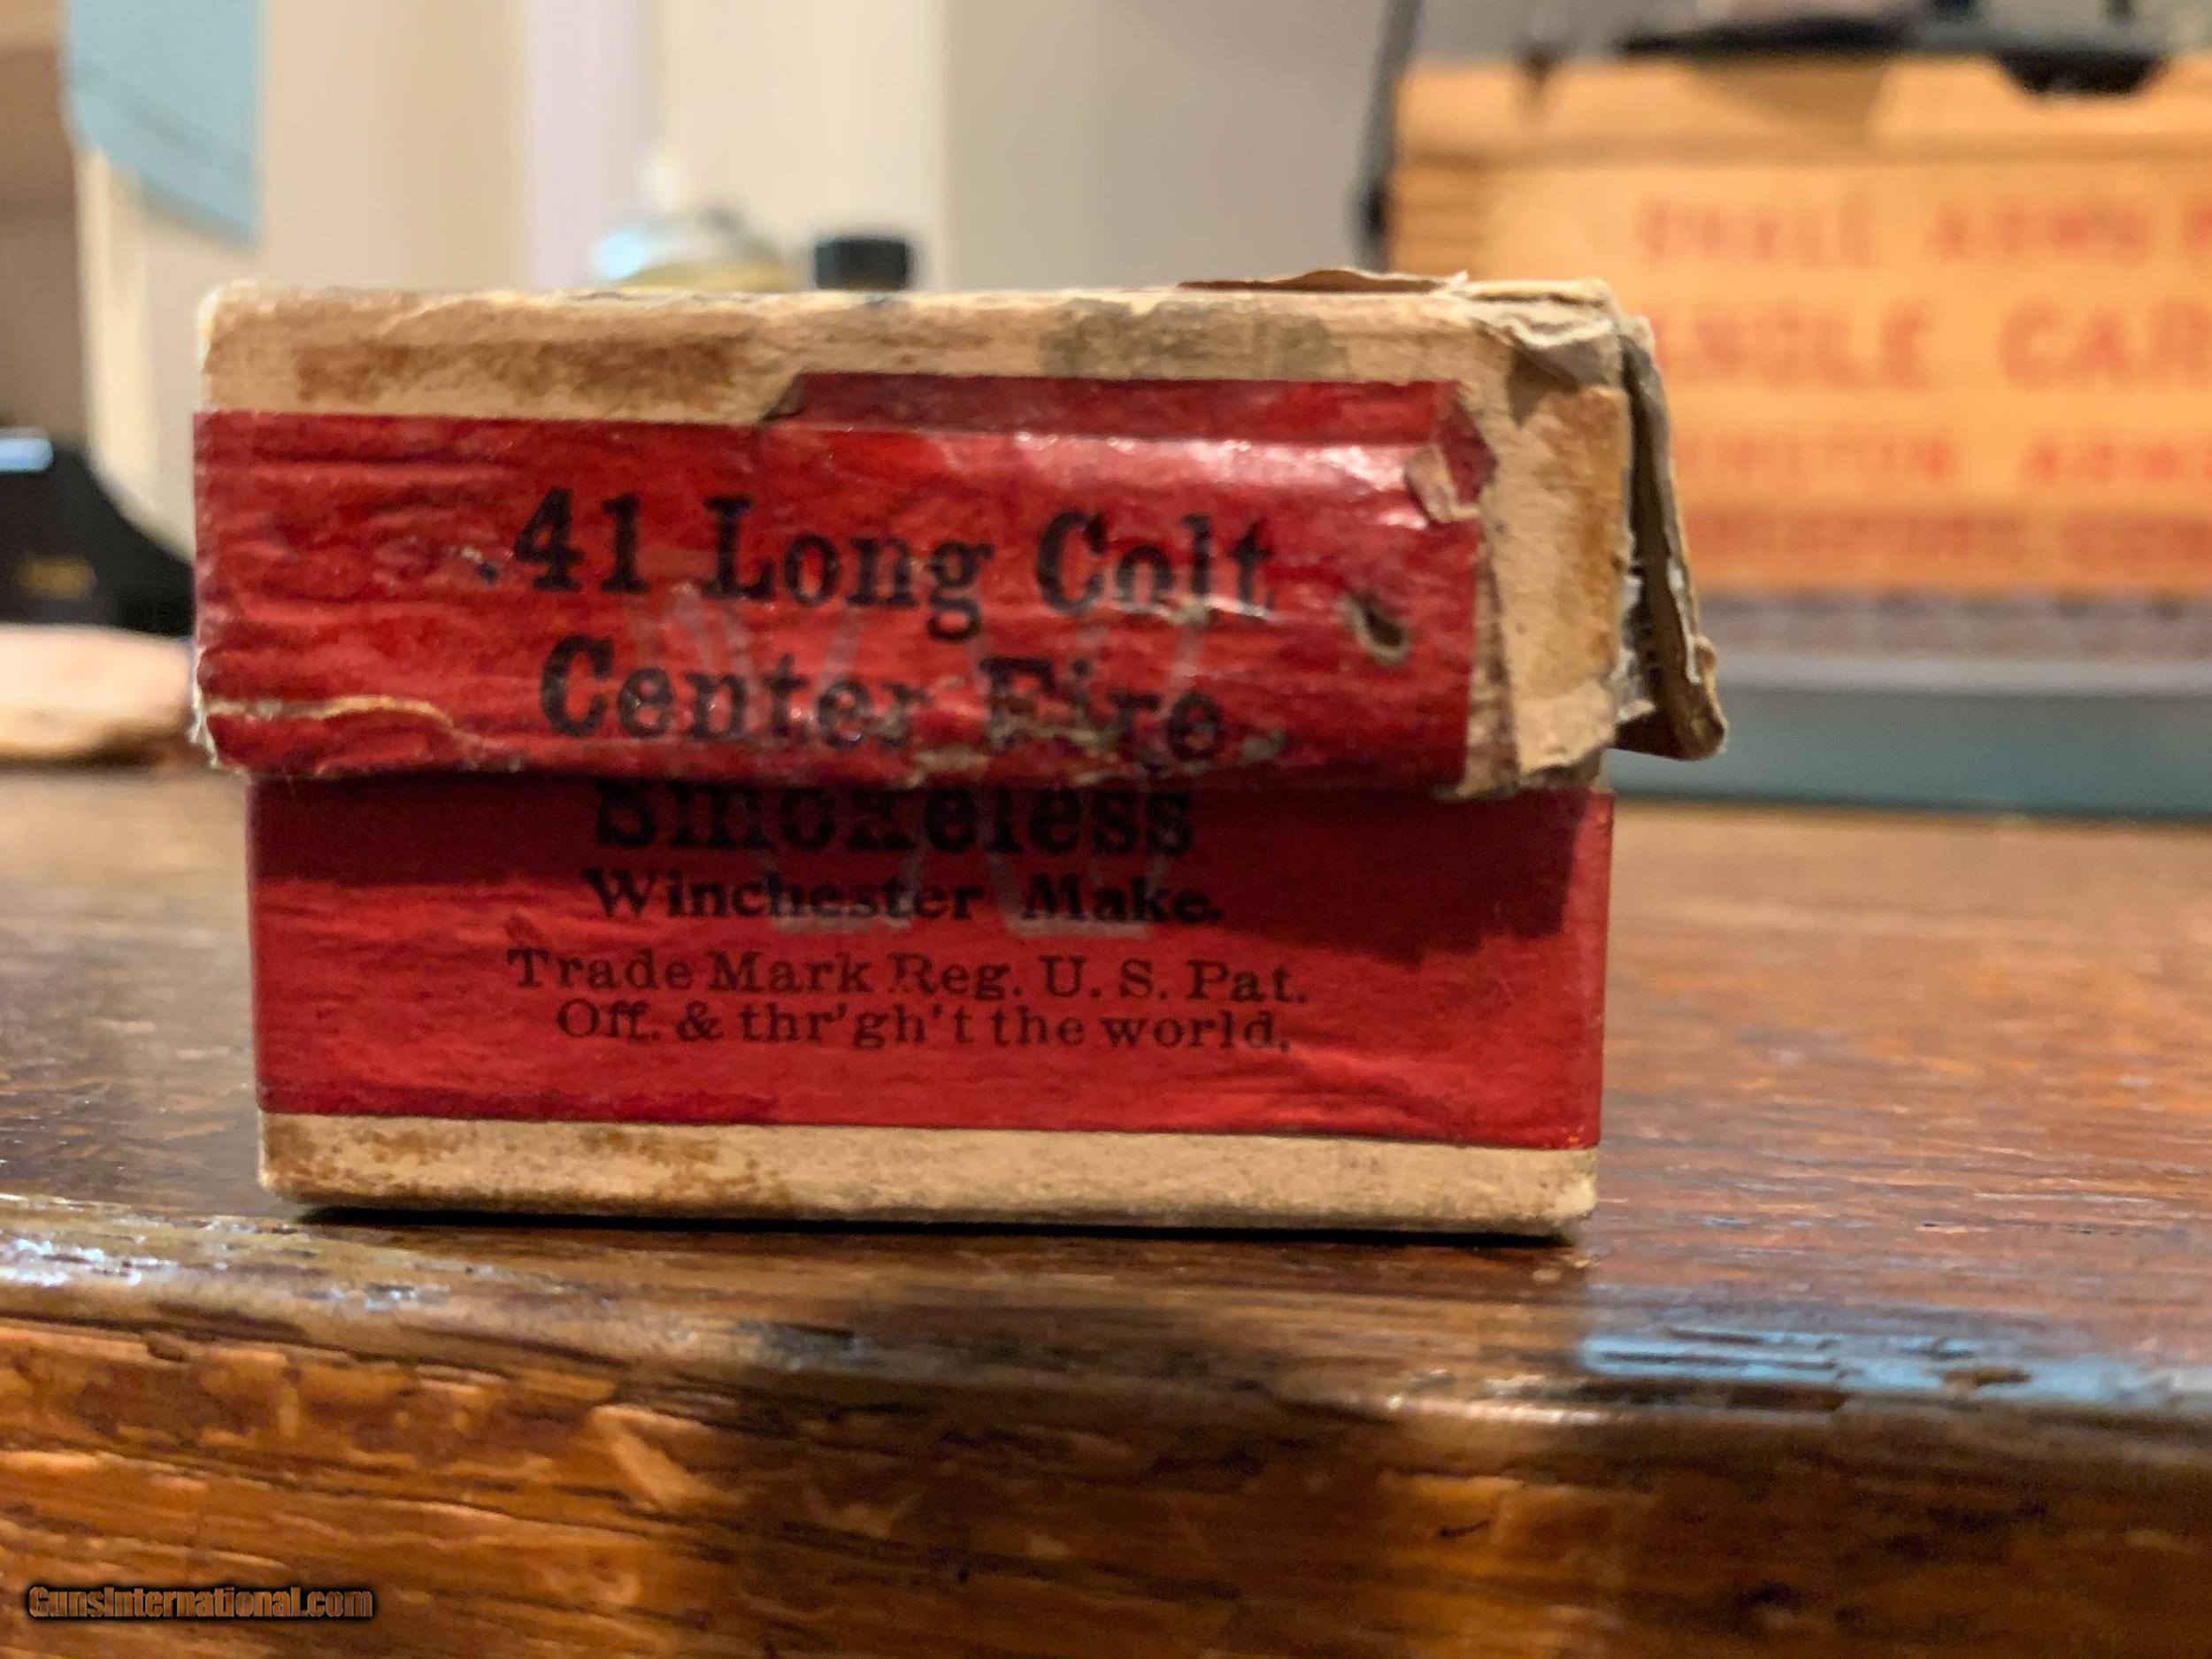 .41 Long Colt
Center Fire
Smokeless
Winchester Make.
Trade Mark Reg. U. S. Pat.
Off. & thr'gh't the world.
GunsInternational.com